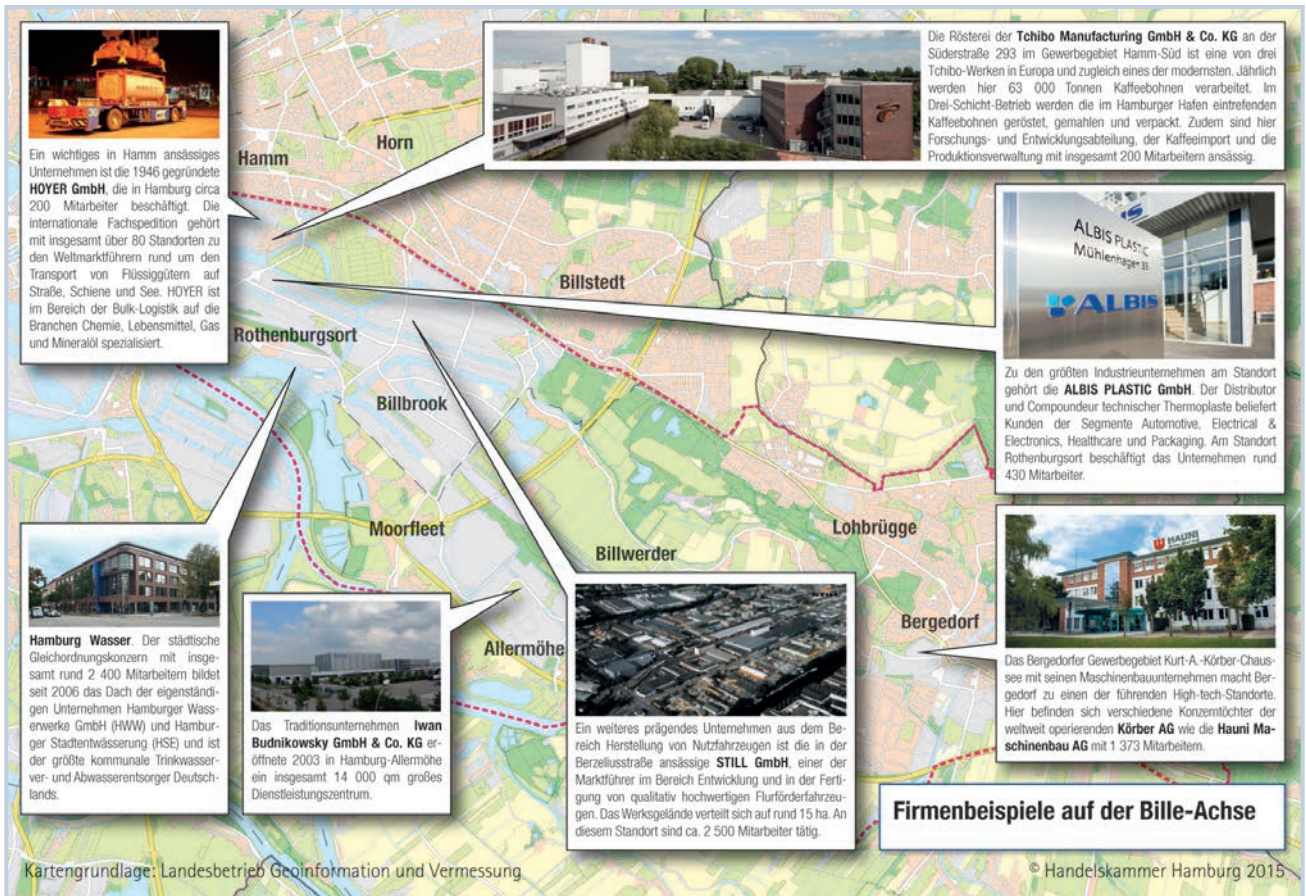 Ein wichtiges in Hamm ansässiges
Unternehmen ist die 1946 gegründete
HOYER GmbH, die in Hamburg circa
200 Mitarbeiter beschäftigt. Die
internationale Fachspedition gehört
mit insgesamt über 80 Standorten zu
den Weltmarktführern rund um den
Transport von Flüssiggütern auf
Straße, Schiene und See. HOYER ist
im Bereich der Bulk-Logistik auf die
Branchen Chemie, Lebensmittel, Gas
und Mineralöl spezialisiert.
Die Rösterei der Tchibo Manufacturing GmbH & Co. KG an der
Süderstraße 293 im Gewerbegebiet Hamm-Süd ist eine von drei
Tchibo-Werken in Europa und zugleich eines der modernsten. Jährlich
werden hier 63 000 Tonnen Kaffeebohnen verarbeitet. Im
Drei-Schicht-Betrieb werden die im Hamburger Hafen eintreffenden
Kaffeebohnen geröstet, gemahlen und verpackt. Zudem sind hier
Forschungs- und Entwicklungsabteilung, der Kaffeeimport und die
Produktionsverwaltung mit insgesamt 200 Mitarbeitern ansässig.
Horn
Hamm
Billstedt
Rothenburgsort
Billbrook
Moorfleet
Billwerder
Lohbrügge
Bergedorf
Allermöhe
ALBIS PLASTIC
Mühlenhagen 35
ALBIS
Zu den größten Industrieunternehmen am Standort
gehört die ALBIS PLASTIC GmbH. Der Distributor
und Compoundeur technischer Thermoplaste beliefert
Kunden der Segmente Automotive, Electrical &
Electronics, Healthcare und Packaging. Am Standort
Rothenburgsort beschäftigt das Unternehmen rund
430 Mitarbeiter.
Hamburg Wasser. Der städtische
Gleichordnungskonzern mit insge-
samt rund 2 400 Mitarbeitern bildet
seit 2006 das Dach der eigenständi-
gen Unternehmen Hamburger Wass-
erwerke GmbH (HWW) und Hambur-
ger Stadtentwässerung (HSE) und ist
der größte kommunale Trinkwasser-
ver- und Abwasserentsorger Deutsch-
lands.
Das Traditionsunternehmen Iwan
Budnikowsky GmbH & Co. KG er-
öffnete 2003 in Hamburg-Allermöhe
ein insgesamt 14 000 qm großes
Dienstleistungszentrum.
Ein weiteres prägendes Unternehmen aus dem Be-
reich Herstellung von Nutzfahrzeugen ist die in der
Berzeliusstraße ansässige STILL GmbH, einer der
Marktführer im Bereich Entwicklung und in der Ferti-
gung von qualitativ hochwertigen Flurförderfahrzeu-
gen. Das Werksgelände verteilt sich auf rund 15 ha. An
diesem Standort sind ca. 2 500 Mitarbeiter tätig.
HAUNI
Das Bergedorfer Gewerbegebiet Kurt-A.-Körber-Chaus-
see mit seinen Maschinenbauunternehmen macht Ber-
gedorf zu einen der führenden High-tech-Standorte.
Hier befinden sich verschiedene Konzerntöchter der
weltweit operierenden Körber AG wie die Hauni Ma-
schinenbau AG mit 1 373 Mitarbeitern.
Firmenbeispiele auf der Bille-Achse
Kartengrundlage: Landesbetrieb Geoinformation und Vermessung
© Handelskammer Hamburg 2015